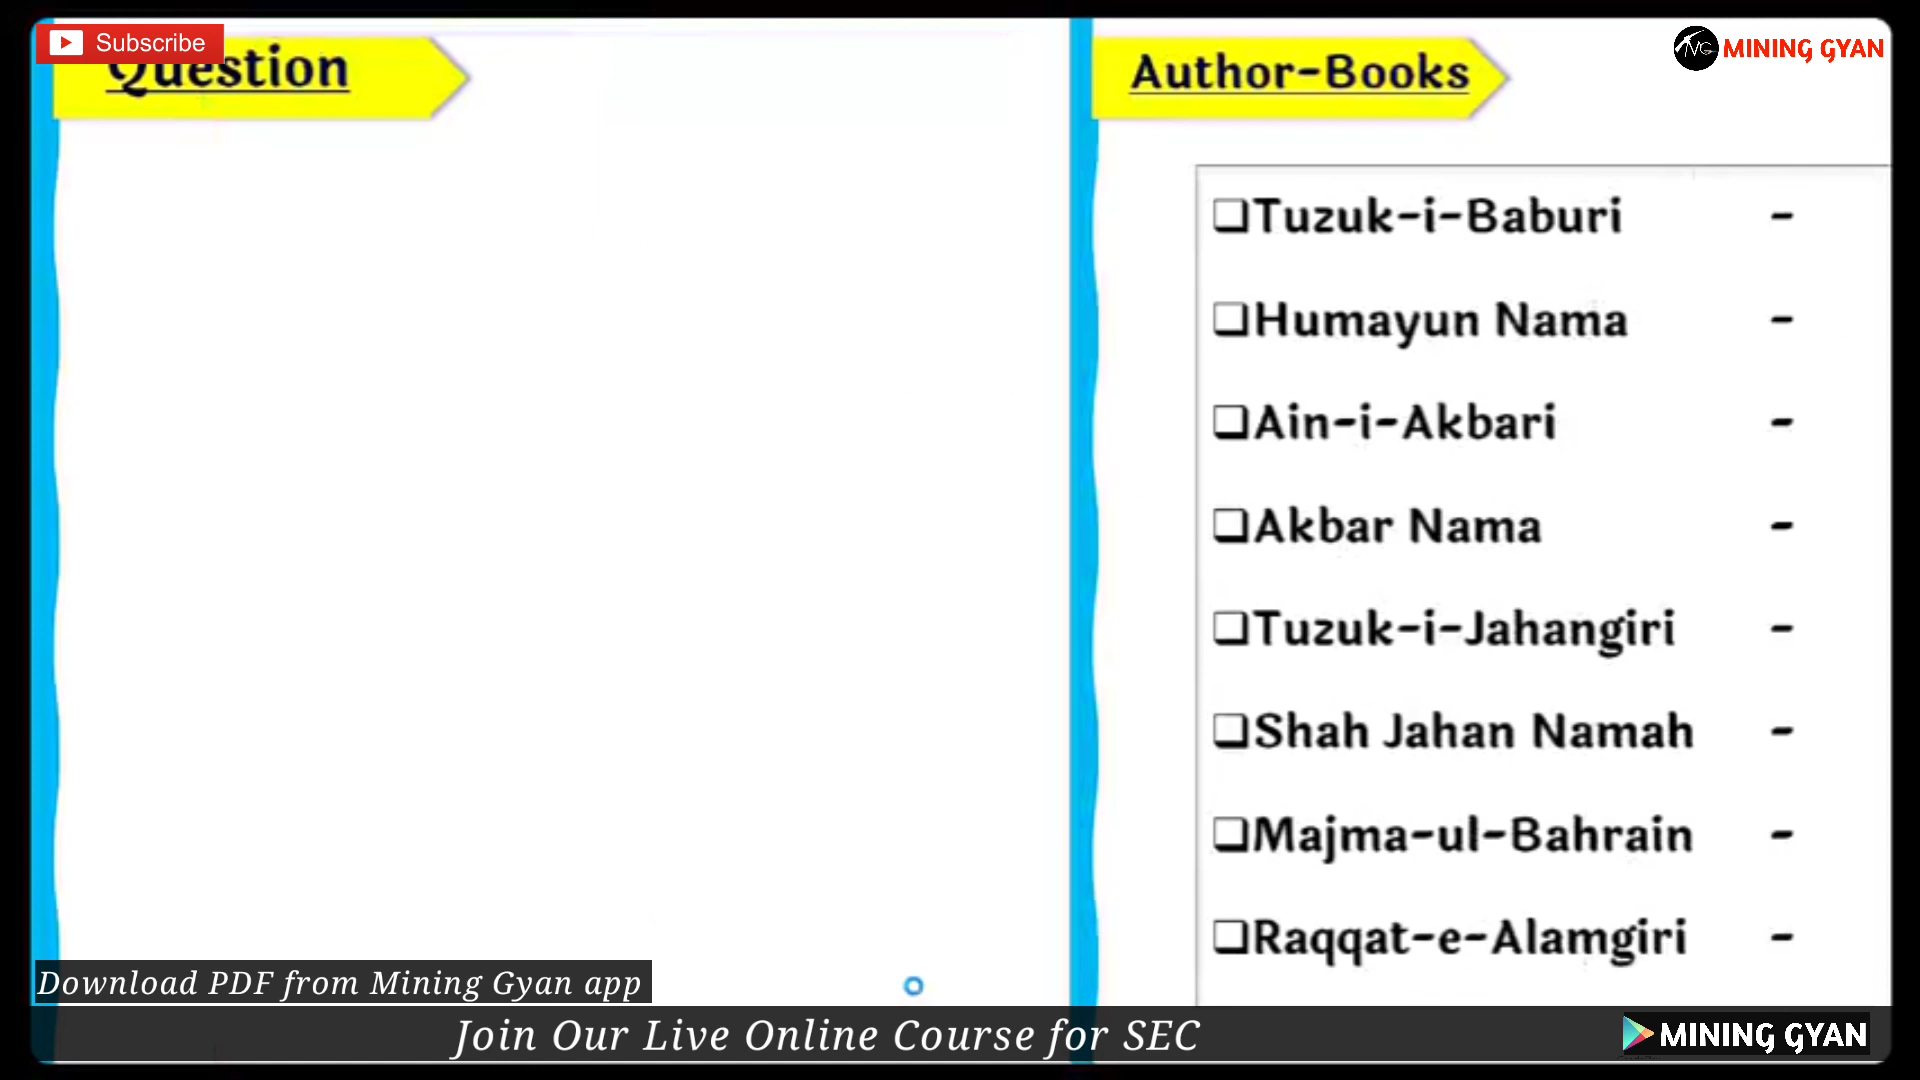 Subscribe
Question
Author-Books
MINING GYAN
❑Tuzuk-i-Baburi -
❑Humayun Nama -
❑Ain-i-Akbari -
❑Akbar Nama -
❑Tuzuk-i-Jahangiri -
❑Shah Jahan Namah -
❑Majma-ul-Bahrain -
❑Raqqat-e-Alamgiri -
Download PDF from Mining Gyan app
Join Our Live Online Course for SEC
MINING GYAN